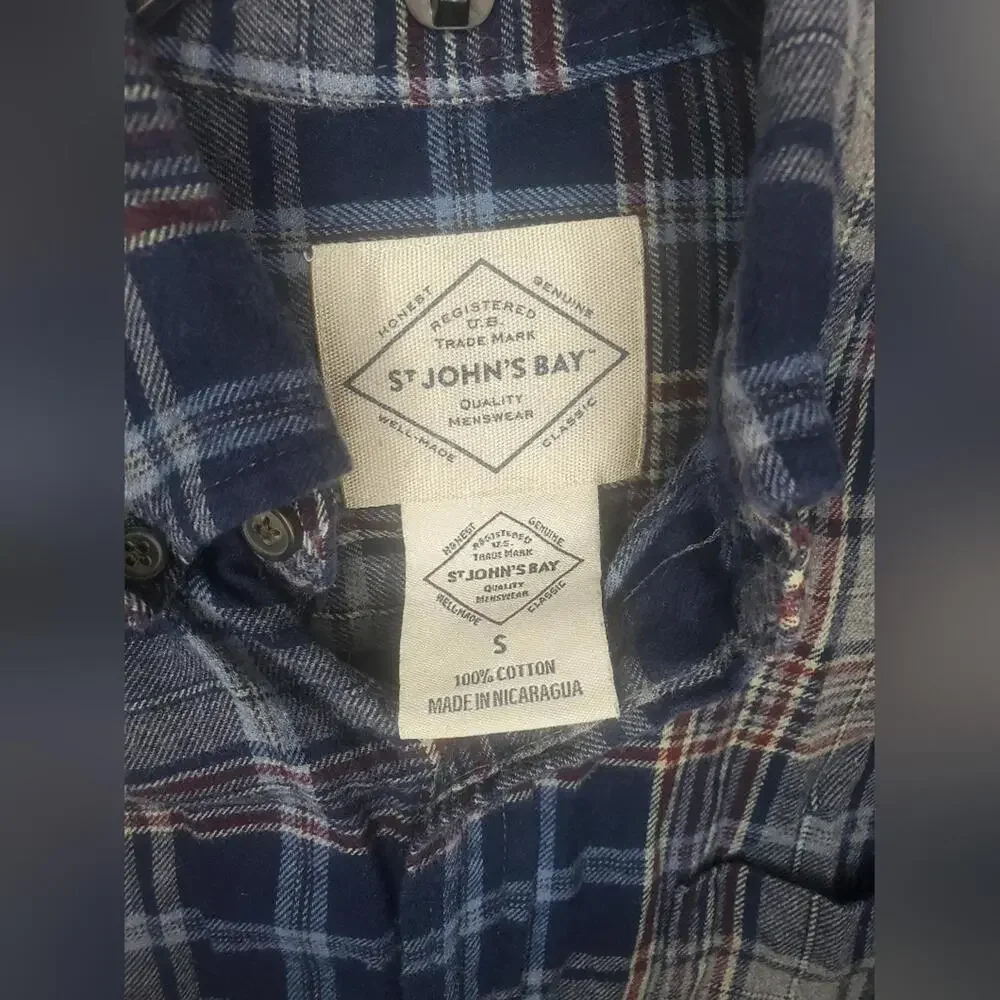 HONEST
GENUINE
REGISTERED
U.S.
TRADE MARK
ST JOHN'S BAY™
QUALITY
MENSWEAR
WELL-MADE
CLASSIC
HONEST
GENUINE
REGISTERED
U.S.
TRADE MARK
ST JOHN'S BAY
QUALITY
MENSWEAR
WELL-MADE
CLASSIC
S
100% COTTON
MADE IN NICARAGUA